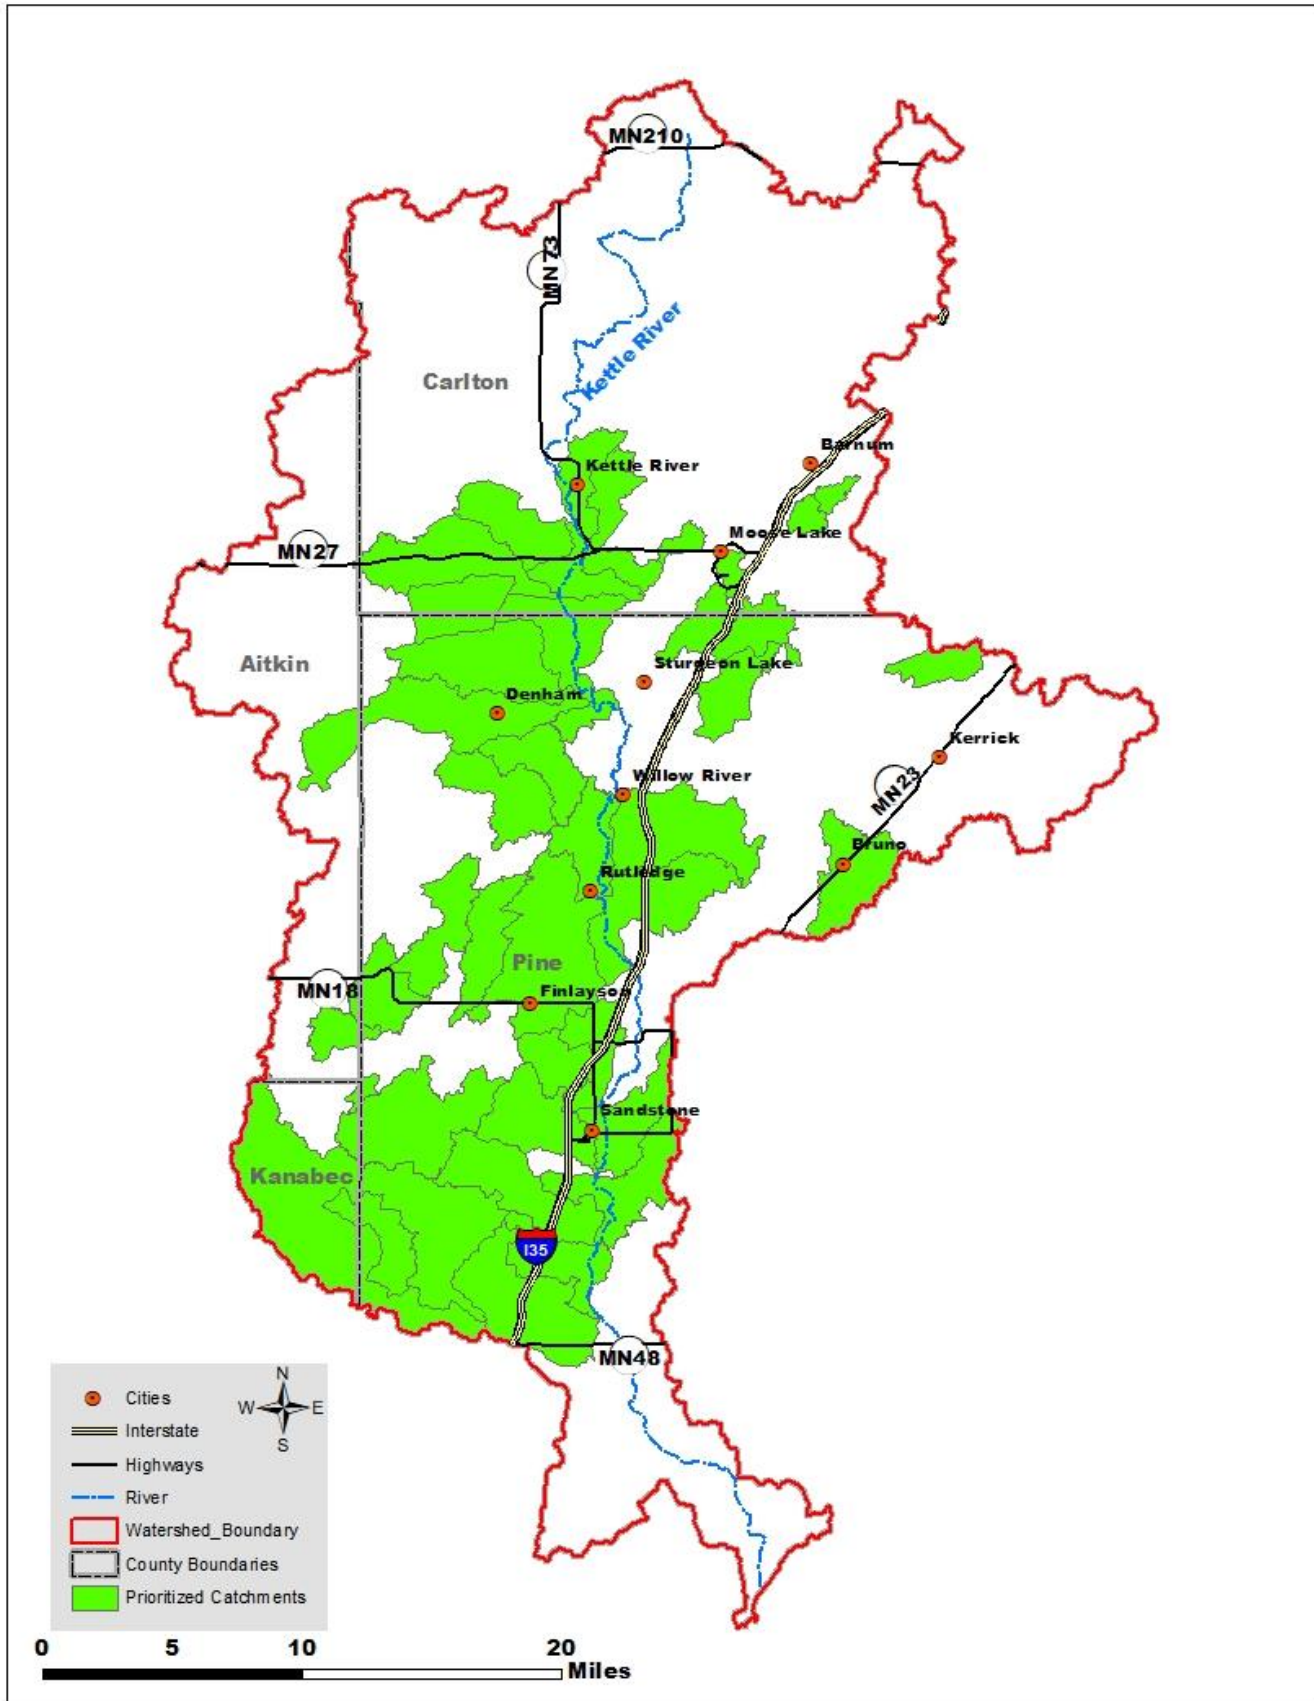 MN210
MN73
Kettle River
Carlton
Barnum
Kettle River
Moose Lake
MN27
Aitkin
Sturgeon Lake
Denham
Kerrick
Willow River
MN23
Bruno
Rutledge
Pine
MN18
Finlayson
Sandstone
Kanabec
I35
MN48
N
W E
S
Cities
Interstate
Highways
River
Watershed_Boundary
County Boundaries
Prioritized Catchments
0 5 10 20
Miles